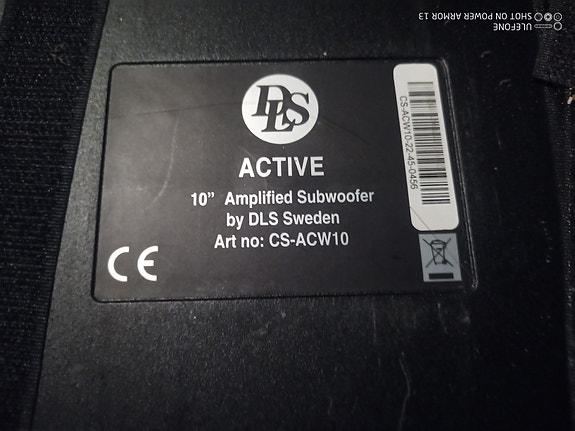 DLS
ACTIVE
10” Amplified Subwoofer
by DLS Sweden
Art no: CS-ACW10
CE
CS-ACW10-22-45-0456
ULEFONE
SHOT ON POWER ARMOR 13